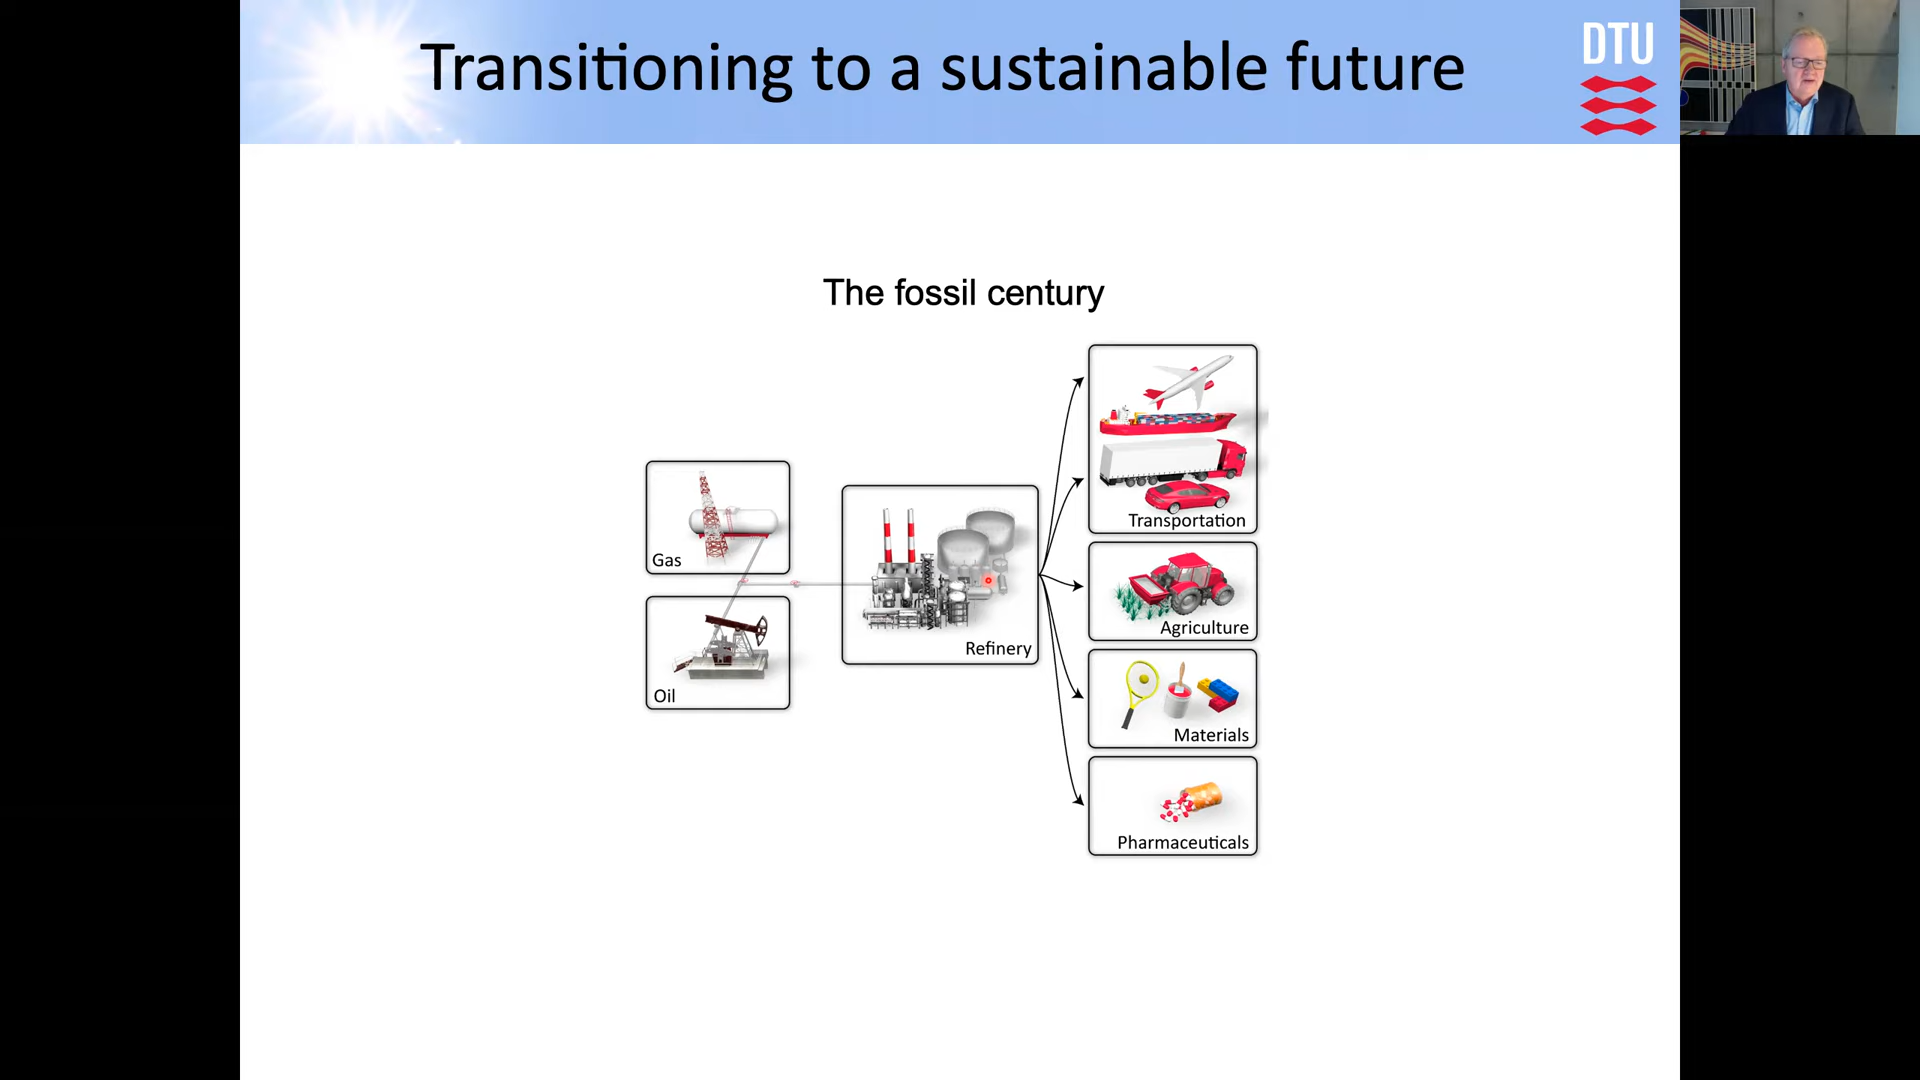 Transitioning to a sustainable future
DTU
The fossil century
Gas
Oil
Refinery
Transportation
Agriculture
Materials
Pharmaceuticals